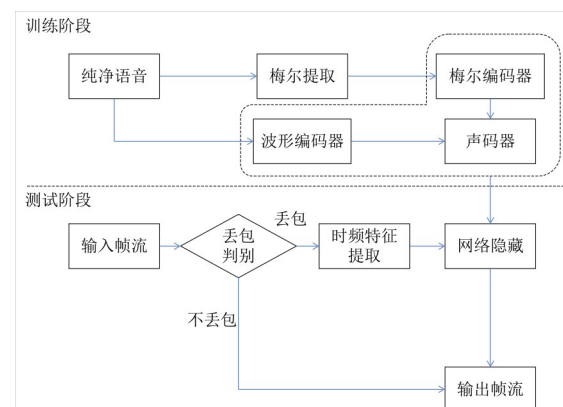 训练阶段
纯净语音
梅尔提取
梅尔编码器
波形编码器
声码器
测试阶段
输入帧流
丢包
判别
丢包
时频特征
提取
网络隐藏
不丢包
输出帧流